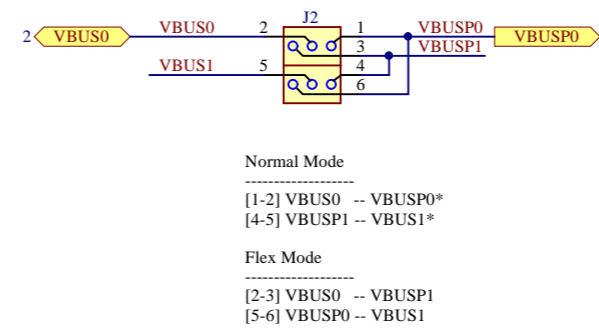 J2
2 VBUS0 VBUS0 2 1 VBUSP0 VBUSP0
3 VBUSP1
VBUS1 5 4
6
Normal Mode
-------------------
[1-2] VBUS0 -- VBUSP0*
[4-5] VBUSP1 -- VBUS1*
Flex Mode
-------------------
[2-3] VBUS0 -- VBUSP1
[5-6] VBUSP0 -- VBUS1